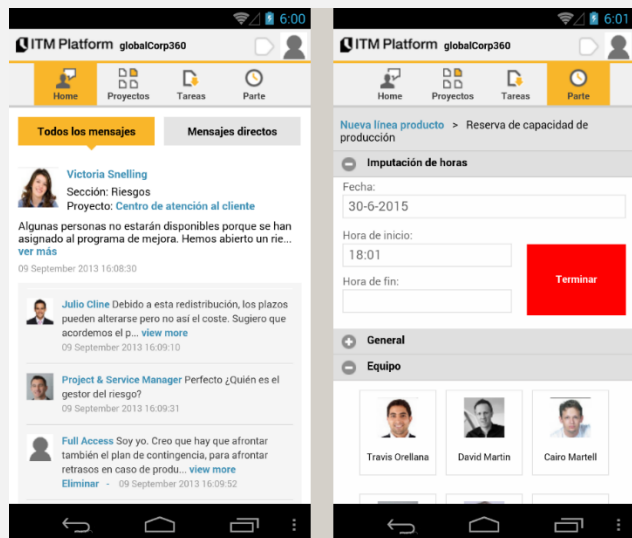 6:00
ITM Platform globalCorp360
Home Proyectos Tareas Parte
Todos los mensajes Mensajes directos
Victoria Snelling
Sección: Riesgos
Proyecto: Centro de atención al cliente
Algunas personas no estarán disponibles porque se han
asignado al programa de mejora. Hemos abierto un rie...
ver más
09 September 2013 16:08:30
Julio Cline Debido a esta redistribución, los plazos
pueden alterarse pero no así el coste. Sugiero que
acordemos el p... view more
09 September 2013 16:09:10
Project & Service Manager Perfecto ¿Quién es el
gestor del riesgo?
09 September 2013 16:09:31
Full Access Soy yo. Creo que hay que afrontar
también el plan de contingencia, para afrontar
retrasos en caso de produ... view more
Eliminar - 09 September 2013 16:09:52
6:01
ITM Platform globalCorp360
Home Proyectos Tareas Parte
Nueva línea producto > Reserva de capacidad de
producción
Imputación de horas
Fecha:
30-6-2015
Hora de inicio:
18:01
Terminar
Hora de fin:
General
Equipo
Travis Orellana David Martin Cairo Martell